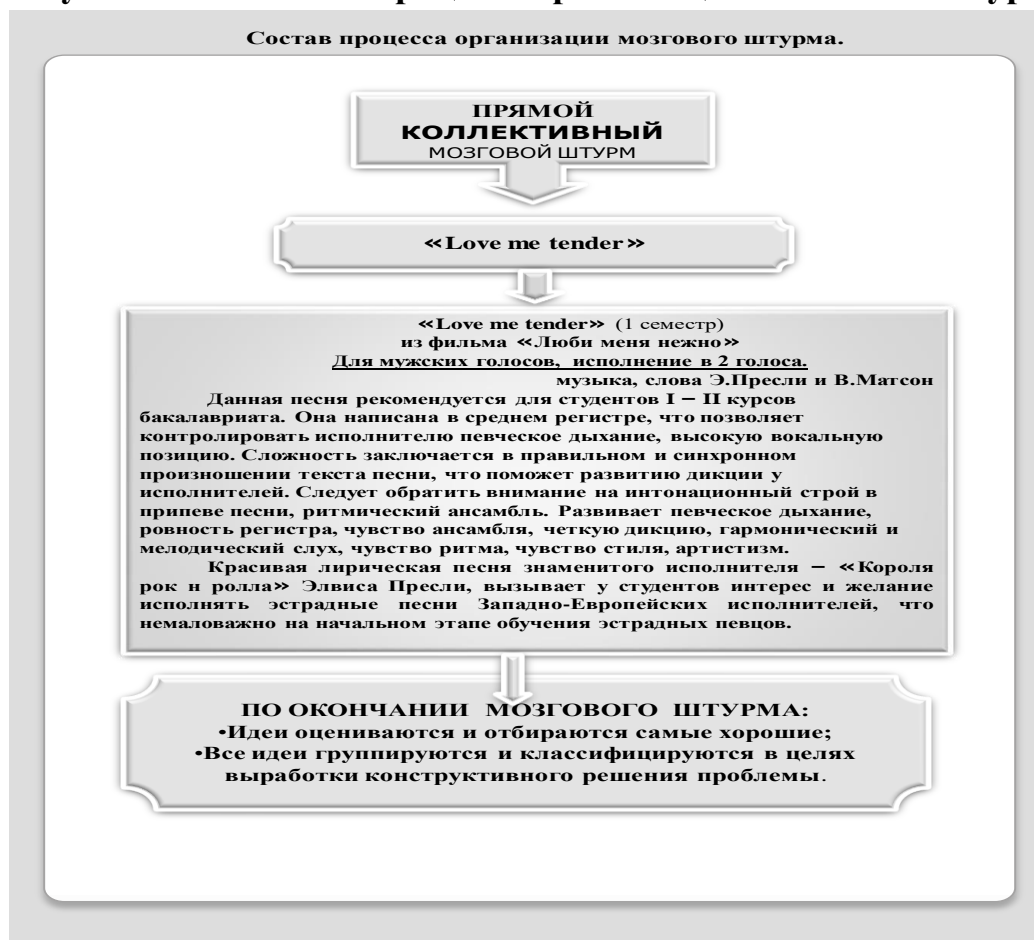 Состав процесса организации мозгового штурма.
ПРЯМОЙ
КОЛЛЕКТИВНЫЙ
МОЗГОВОЙ ШТУРМ
«Love me tender»
«Love me tender» (1 семестр)
из фильма «Люби меня нежно»
Для мужских голосов, исполнение в 2 голоса.
музыка, слова Э.Пресли и В.Матсон
Данная песня рекомендуется для студентов I – II курсов
бакалавриата. Она написана в среднем регистре, что позволяет
контролировать исполнителю певческое дыхание, высокую вокальную
позицию. Сложность заключается в правильном и синхронном
произношении текста песни, что поможет развитию дикции у
исполнителей. Следует обратить внимание на интонационный строй в
припеве песни, ритмический ансамбль. Развивает певческое дыхание,
ровность регистра, чувство ансамбля, четкую дикцию, гармонический и
мелодический слух, чувство ритма, чувство стиля, артистизм.
Красивая лирическая песня знаменитого исполнителя – «Короля
рок н ролла» Элвиса Пресли, вызывает у студентов интерес и желание
исполнять эстрадные песни Западно-Европейских исполнителей, что
немаловажно на начальном этапе обучения эстрадных певцов.
ПО ОКОНЧАНИИ МОЗГОВОГО ШТУРМА:
•Идеи оцениваются и отбираются самые хорошие;
•Все идеи группируются и классифицируются в целях
выработки конструктивного решения проблемы.